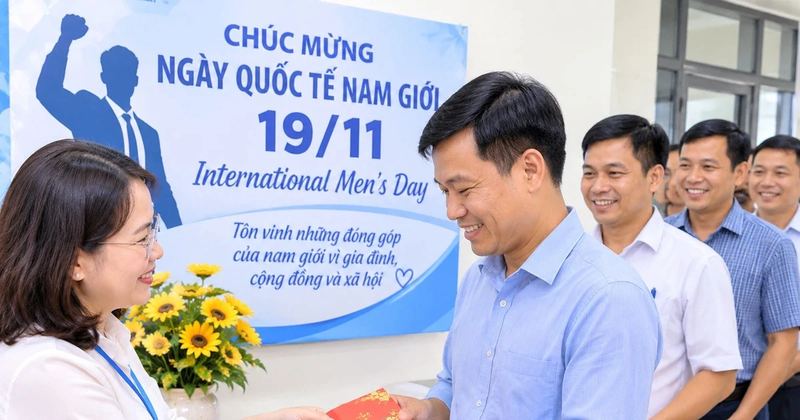 CHÚC MỪNG
NGÀY QUỐC TẾ NAM GIỚI
19/11
International Men's Day
Tôn vinh những đóng góp
của nam giới vì gia đình,
cộng đồng và xã hội